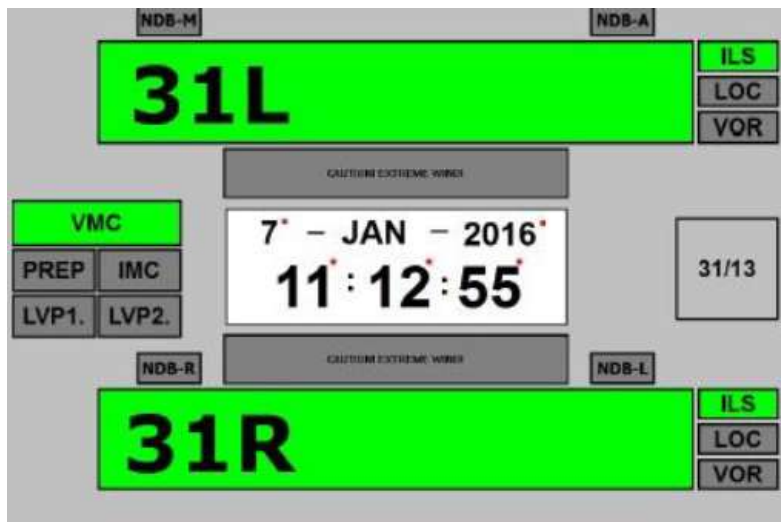 NDB-M NDB-A
31L
ILS
LOC
VOR
CAUTION! EXTREME WIND!
VMC
PREP IMC
LVP1. LVP2.
7 - JAN - 2016
11:12:55
31/13
CAUTION! EXTREME WIND!
NDB-R NDB-L
31R
ILS
LOC
VOR